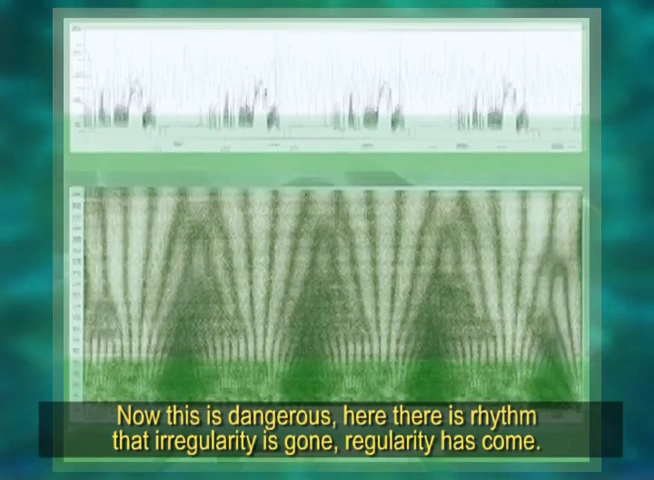 Now this is dangerous, here there is rhythm
that irregularity is gone, regularity has come.